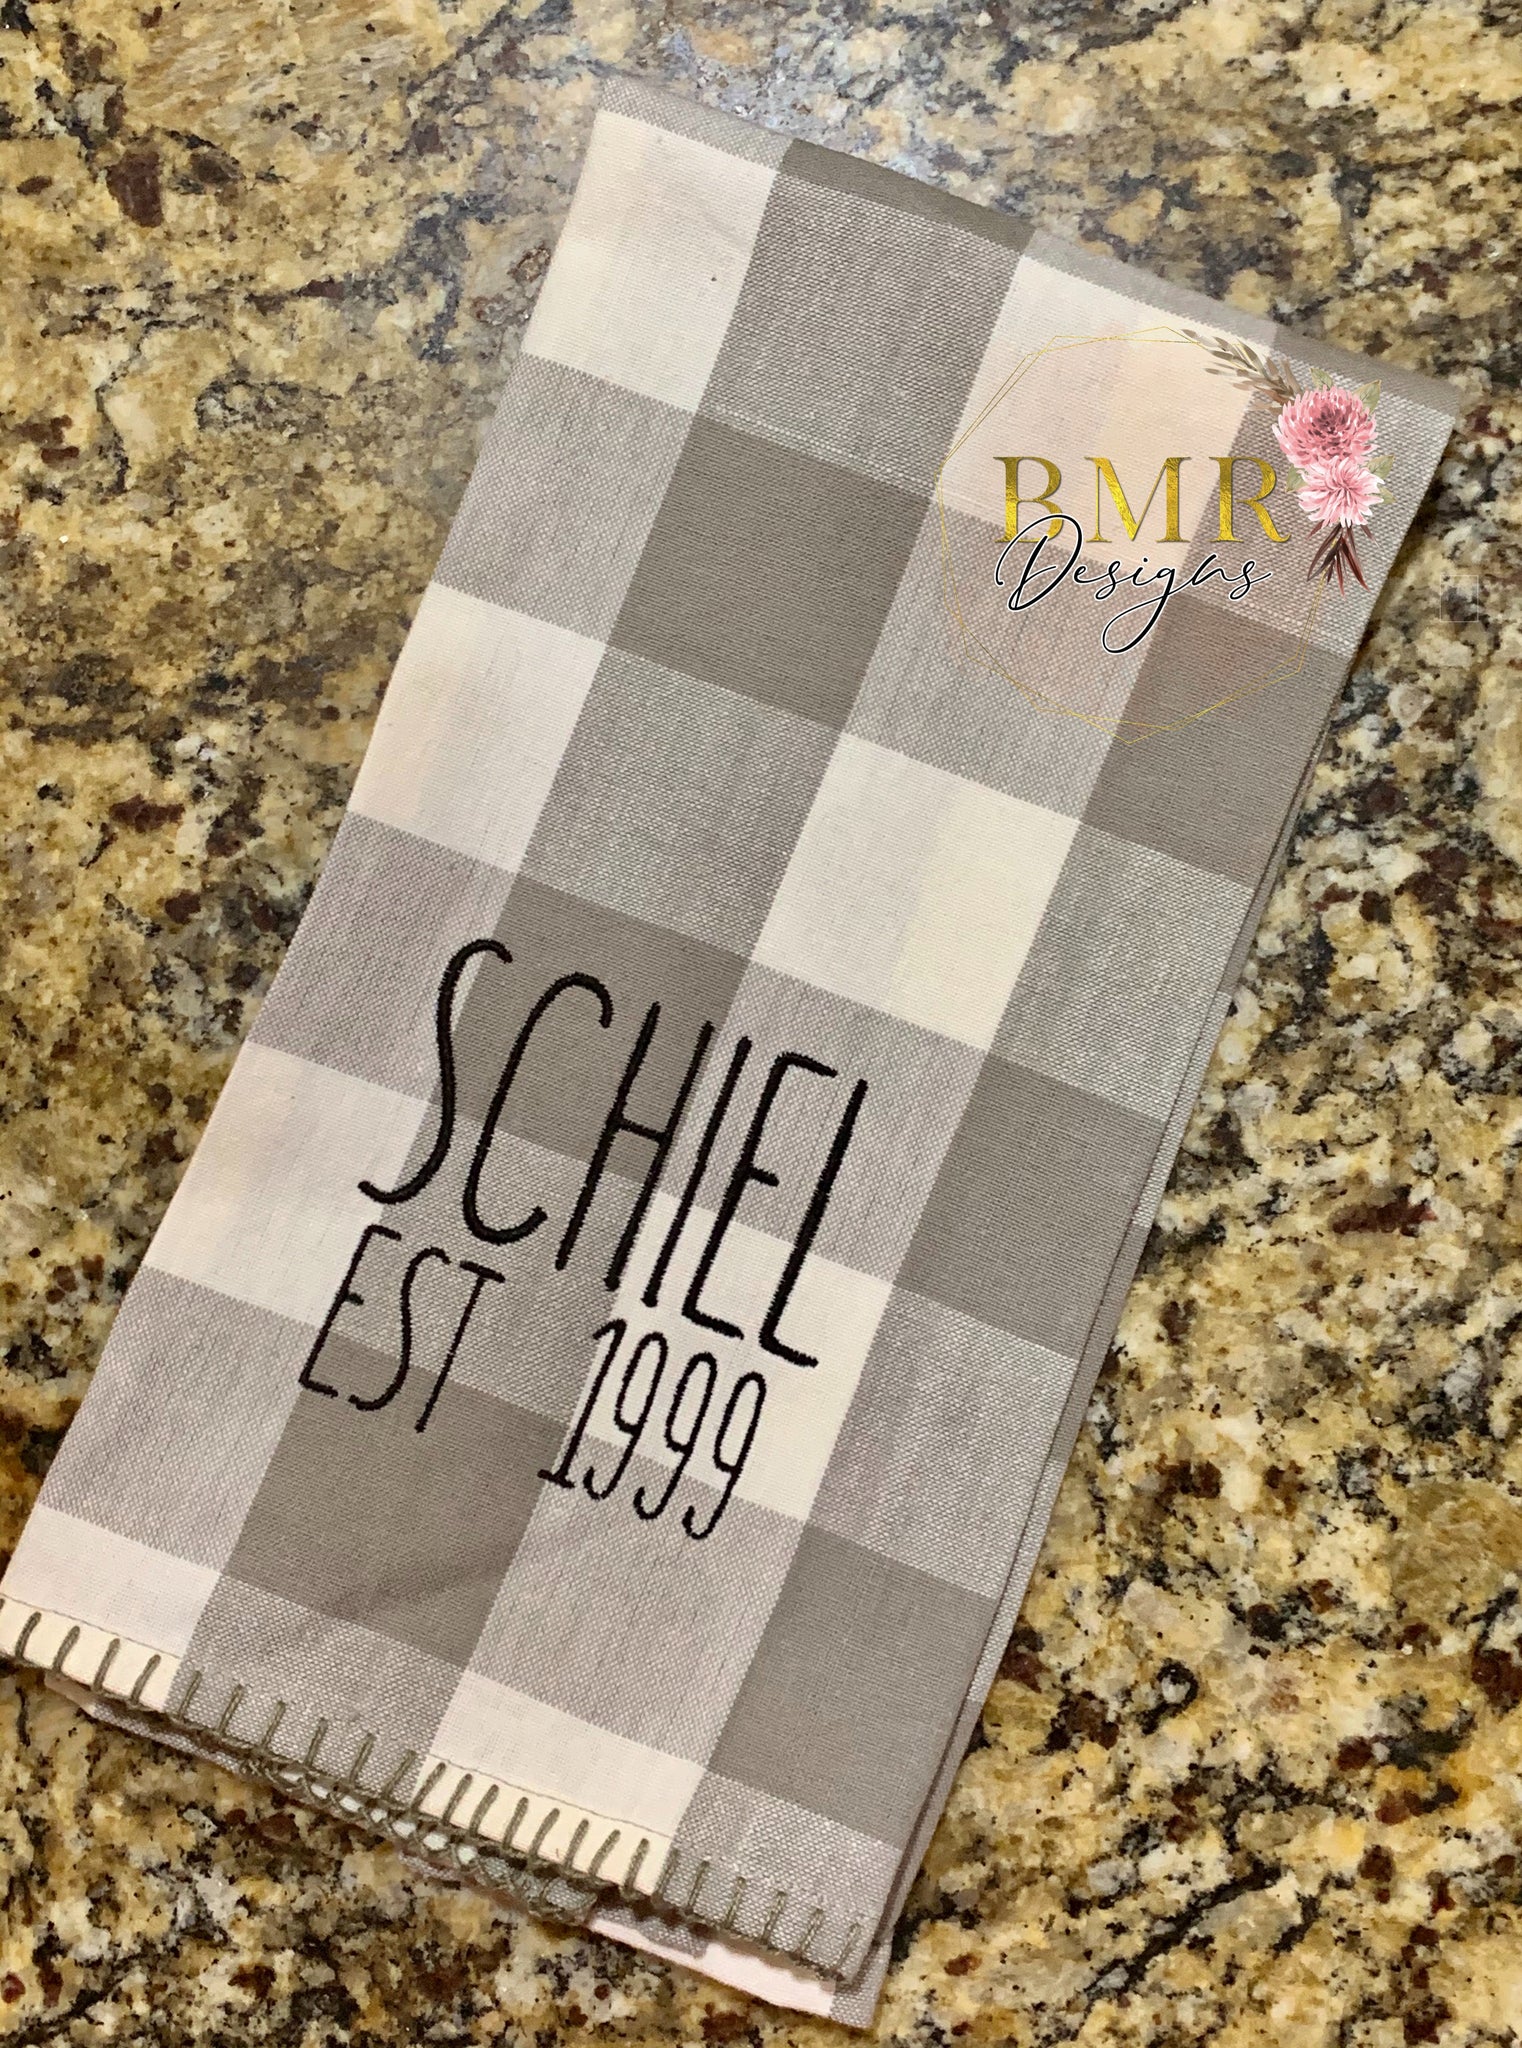 BMR
Designs
SCHIEL
EST 1999